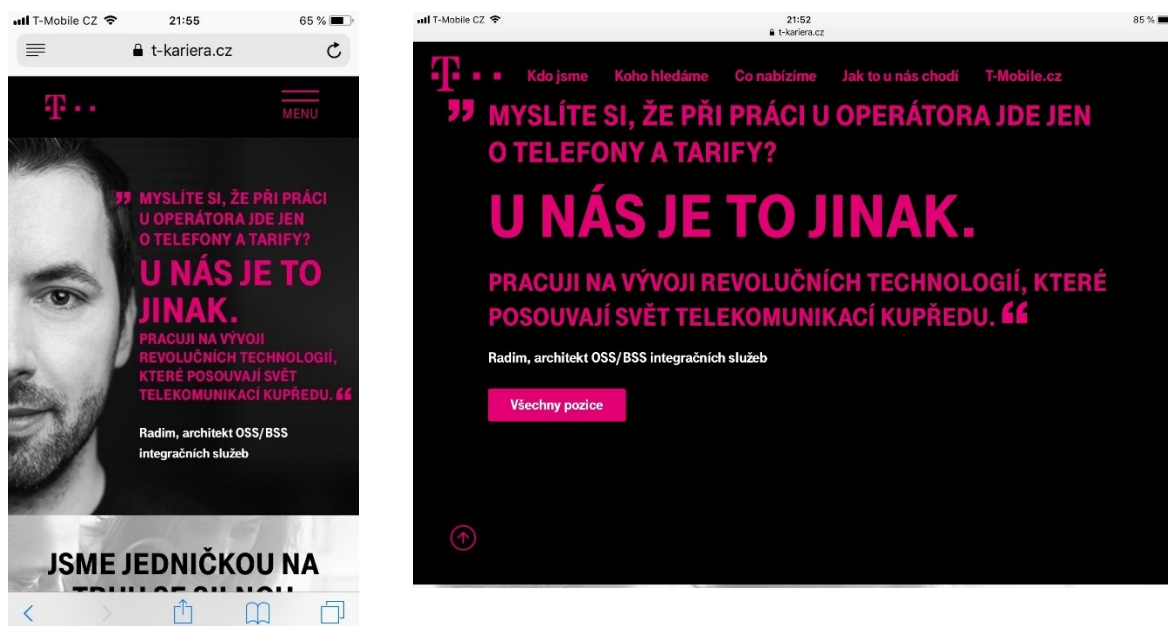 T-Mobile CZ 21:55 65 %
t-kariera.cz
T
MENU
MYSLÍTE SI, ŽE PŘI PRÁCI
U OPERÁTORA JDE JEN
O TELEFONY A TARIFY?
U NÁS JE TO
JINAK.
PRACUJI NA VÝVOJI
REVOLUČNÍCH TECHNOLOGIÍ,
KTERÉ POSOUVAJÍ SVĚT
TELEKOMUNIKACÍ KUPŘEDU.
Radim, architekt OSS/BSS
integračních služeb
JSME JEDNIČKOU NA
TRHU SE SILNOU
T-Mobile CZ 21:52 85 %
t-kariera.cz
T Kdo jsme Koho hledáme Co nabízíme Jak to u nás chodí T-Mobile.cz
MYSLÍTE SI, ŽE PŘI PRÁCI U OPERÁTORA JDE JEN
O TELEFONY A TARIFY?
U NÁS JE TO JINAK.
PRACUJI NA VÝVOJI REVOLUČNÍCH TECHNOLOGIÍ, KTERÉ
POSOUVAJÍ SVĚT TELEKOMUNIKACÍ KUPŘEDU.
Radim, architekt OSS/BSS integračních služeb
Všechny pozice